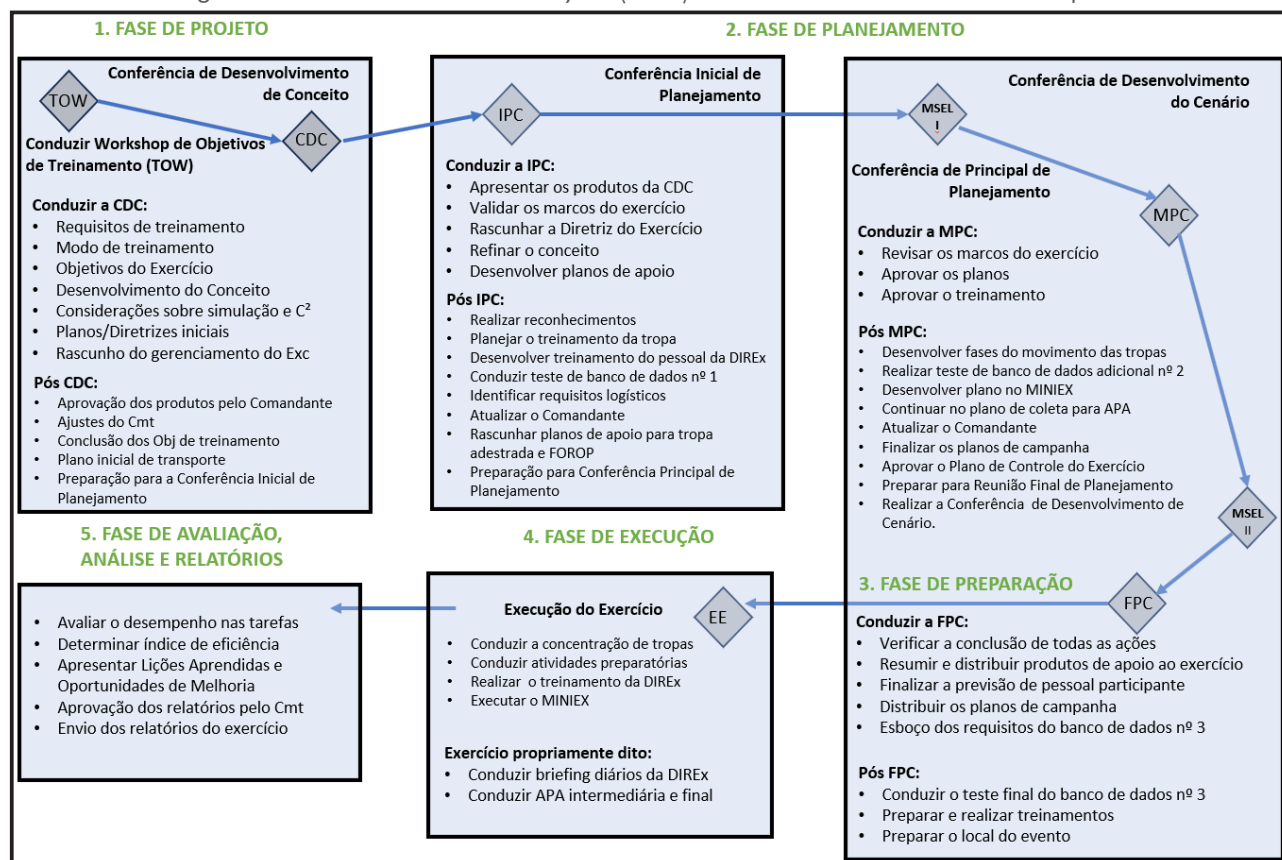 1. FASE DE PROJETO
TOW
Conferência de Desenvolvimento
de Conceito
CDC
Conduzir Workshop de Objetivos
de Treinamento (TOW)
Conduzir a CDC:
• Requisitos de treinamento
• Modo de treinamento
• Objetivos do Exercício
• Desenvolvimento do Conceito
• Considerações sobre simulação e C²
• Planos/Diretrizes iniciais
• Rascunho do gerenciamento do Exc
Pós CDC:
• Aprovação dos produtos pelo Comandante
• Ajustes do Cmt
• Conclusão dos Obj de treinamento
• Plano inicial de transporte
• Preparação para a Conferência Inicial de
Planejamento
2. FASE DE PLANEJAMENTO
Conferência Inicial de
Planejamento
IPC
Conduzir a IPC:
• Apresentar os produtos da CDC
• Validar os marcos do exercício
• Rascunhar a Diretriz do Exercício
• Refinar o conceito
• Desenvolver planos de apoio
Pós IPC:
• Realizar reconhecimentos
• Planejar o treinamento da tropa
• Desenvolver treinamento do pessoal da DIREx
• Conduzir teste de banco de dados nº 1
• Identificar requisitos logísticos
• Atualizar o Comandante
• Rascunhar planos de apoio para tropa
adestrada e FOROP
• Preparação para Conferência Principal de
Planejamento
Conferência de Desenvolvimento
do Cenário
MSEL
I
Conferência de Principal de
Planejamento
MPC
Conduzir a MPC:
• Revisar os marcos do exercício
• Aprovar os planos
• Aprovar o treinamento
Pós MPC:
• Desenvolver fases do movimento das tropas
• Realizar teste de banco de dados adicional nº 2
• Desenvolver plano no MINIEX
• Continuar no plano de coleta para APA
• Atualizar o Comandante
• Finalizar os planos de campanha
• Aprovar o Plano de Controle do Exercício
• Preparar para Reunião Final de Planejamento
• Realizar a Conferência de Desenvolvimento de
Cenário.
MSEL
II
3. FASE DE PREPARAÇÃO
FPC
Conduzir a FPC:
• Verificar a conclusão de todas as ações
• Resumir e distribuir produtos de apoio ao exercício
• Finalizar a previsão de pessoal participante
• Distribuir os planos de campanha
• Esboço dos requisitos do banco de dados nº 3
Pós FPC:
• Conduzir o teste final do banco de dados nº 3
• Preparar e realizar treinamentos
• Preparar o local do evento
4. FASE DE EXECUÇÃO
Execução do Exercício
EE
• Conduzir a concentração de tropas
• Conduzir atividades preparatórias
• Realizar o treinamento da DIREx
• Executar o MINIEX
Exercício propriamente dito:
• Conduzir briefing diários da DIREx
• Conduzir APA intermediária e final
5. FASE DE AVALIAÇÃO,
ANÁLISE E RELATÓRIOS
• Avaliar o desempenho nas tarefas
• Determinar índice de eficiência
• Apresentar Lições Aprendidas e
Oportunidades de Melhoria
• Aprovação dos relatórios pelo Cmt
• Envio dos relatórios do exercício